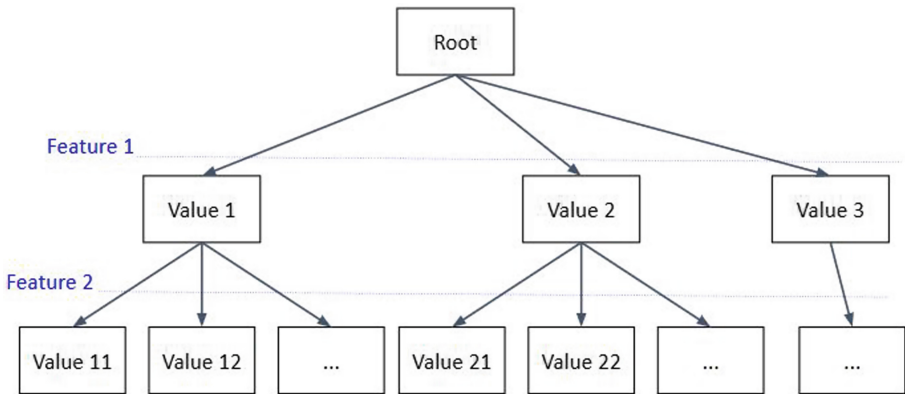 Root
Feature 1
Value 1
Value 2
Value 3
Feature 2
Value 11
Value 12
...
Value 21
Value 22
...
...